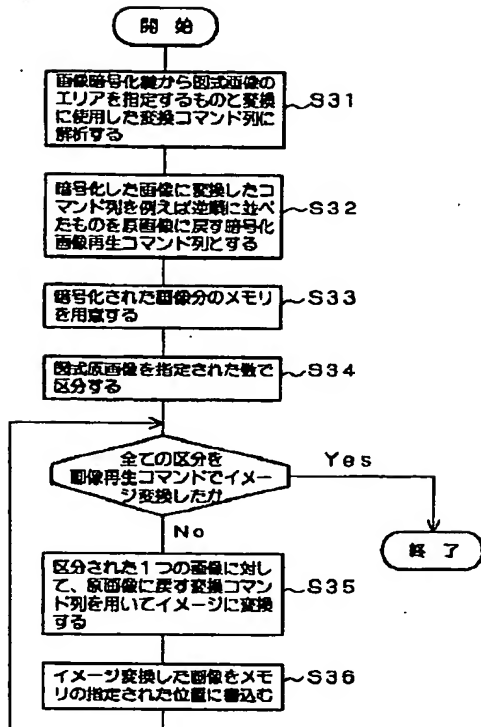 開 始
画像暗号化鍵から図式画像の
エリアを指定するものと変換
に使用した変換コマンド列に
解析する
S31
暗号化した画像に変換したコ
マンド列を例えば逆順に並べ
たものを原画像に戻す暗号化
画像再生コマンド列とする
S32
暗号化された画像分のメモリ
を用意する
S33
図式原画像を指定された数で
区分する
S34
全ての区分を
画像再生コマンドでイメー
ジ変換したか
Yes
No
終 了
区分された1つの画像に対し
て、原画像に戻す変換コマン
ド列を用いてイメージに変換
する
S35
イメージ変換した画像をメモ
リの指定された位置に書込む
S36